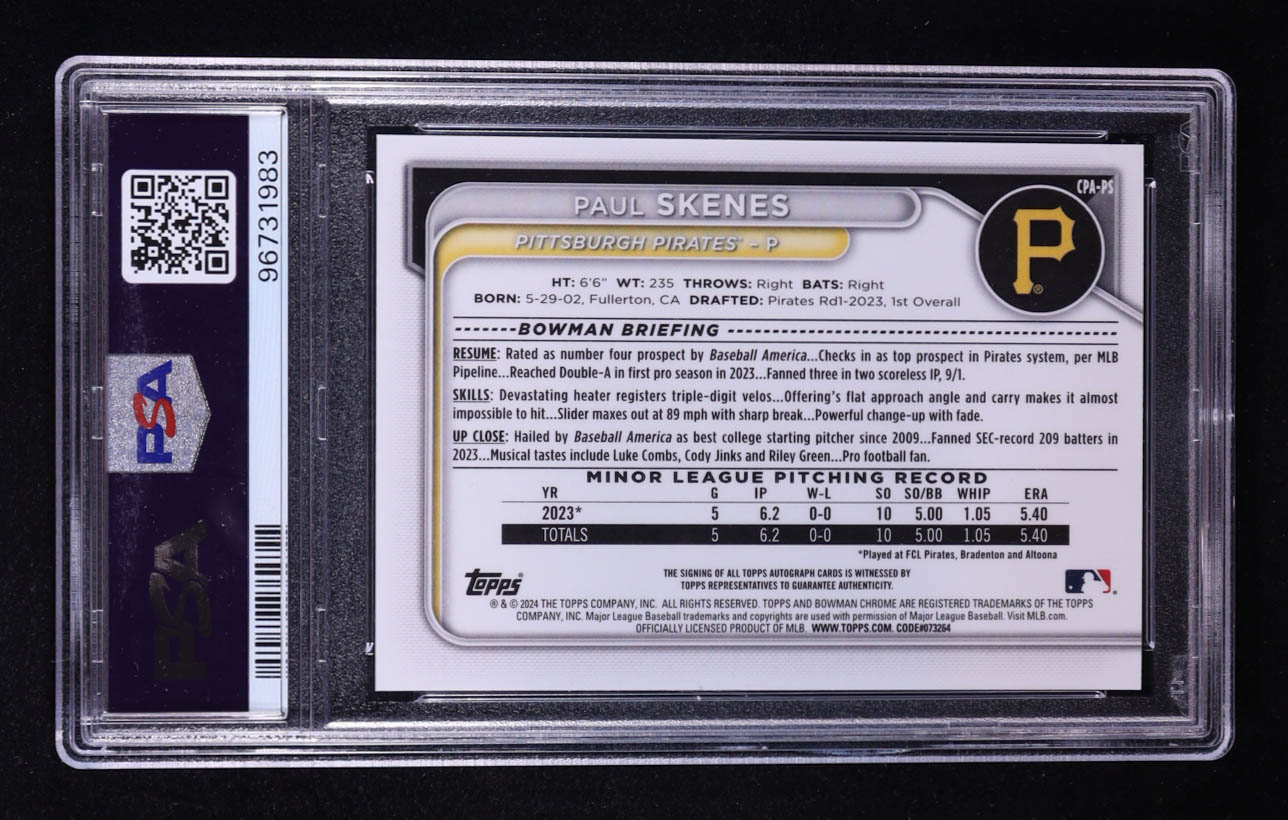 96731983
PSA
PSA
CPA-PS
PAUL SKENES
PITTSBURGH PIRATES™ - P
P®
HT: 6'6" WT: 235 THROWS: Right BATS: Right
BORN: 5-29-02, Fullerton, CA DRAFTED: Pirates Rd1-2023, 1st Overall
-------BOWMAN BRIEFING -------
RESUME: Rated as number four prospect by Baseball America...Checks in as top prospect in Pirates system, per MLB
Pipeline...Reached Double-A in first pro season in 2023...Fanned three in two scoreless IP, 9/1.
SKILLS: Devastating heater registers triple-digit velos...Offering's flat approach angle and carry makes it almost
impossible to hit...Slider maxes out at 89 mph with sharp break...Powerful change-up with fade.
UP CLOSE: Hailed by Baseball America as best college starting pitcher since 2009...Fanned SEC-record 209 batters in
2023...Musical tastes include Luke Combs, Cody Jinks and Riley Green...Pro football fan.
MINOR LEAGUE PITCHING RECORD
YR G IP W-L SO SO/BB WHIP ERA
2023* 5 6.2 0-0 10 5.00 1.05 5.40
TOTALS 5 6.2 0-0 10 5.00 1.05 5.40
*Played at FCL Pirates, Bradenton and Altoona
Topps®
THE SIGNING OF ALL TOPPS AUTOGRAPH CARDS IS WITNESSED BY
TOPPS REPRESENTATIVES TO GUARANTEE AUTHENTICITY.
® & © 2024 THE TOPPS COMPANY, INC. ALL RIGHTS RESERVED. TOPPS AND BOWMAN CHROME ARE REGISTERED TRADEMARKS OF THE TOPPS
COMPANY, INC. Major League Baseball trademarks and copyrights are used with permission of Major League Baseball. Visit MLB.com.
OFFICIALLY LICENSED PRODUCT OF MLB. WWW.TOPPS.COM. CODE#073264